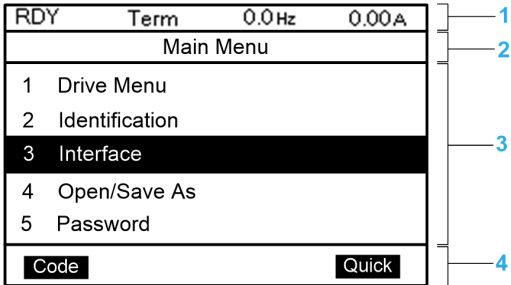 RDY Term 0.0Hz 0.00A 1
Main Menu 2
1 Drive Menu
2 Identification
3 Interface 3
4 Open/Save As
5 Password
Code Quick 4